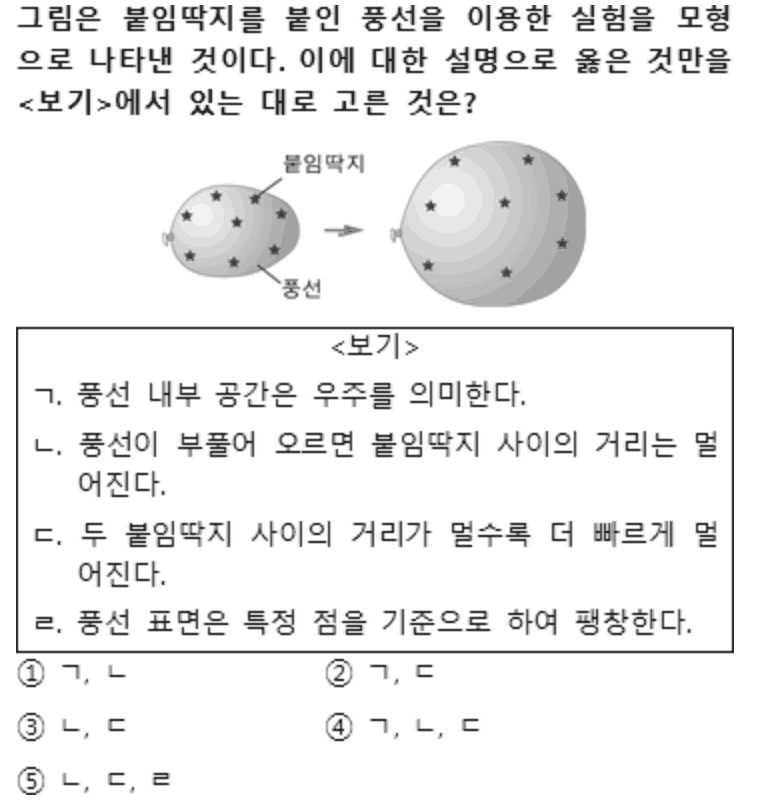 그림은 붙임딱지를 붙인 풍선을 이용한 실험을 모형
으로 나타낸 것이다. 이에 대한 설명으로 옳은 것만을
<보기>에서 있는 대로 고른 것은?
붙임딱지
풍선
<보기>
ㄱ. 풍선 내부 공간은 우주를 의미한다.
ㄴ. 풍선이 부풀어 오르면 붙임딱지 사이의 거리는 멀
어진다.
ㄷ. 두 붙임딱지 사이의 거리가 멀수록 더 빠르게 멀
어진다.
ㄹ. 풍선 표면은 특정 점을 기준으로 하여 팽창한다.
① ㄱ, ㄴ ② ㄱ, ㄷ
③ ㄴ, ㄷ ④ ㄱ, ㄴ, ㄷ
⑤ ㄴ, ㄷ, ㄹ